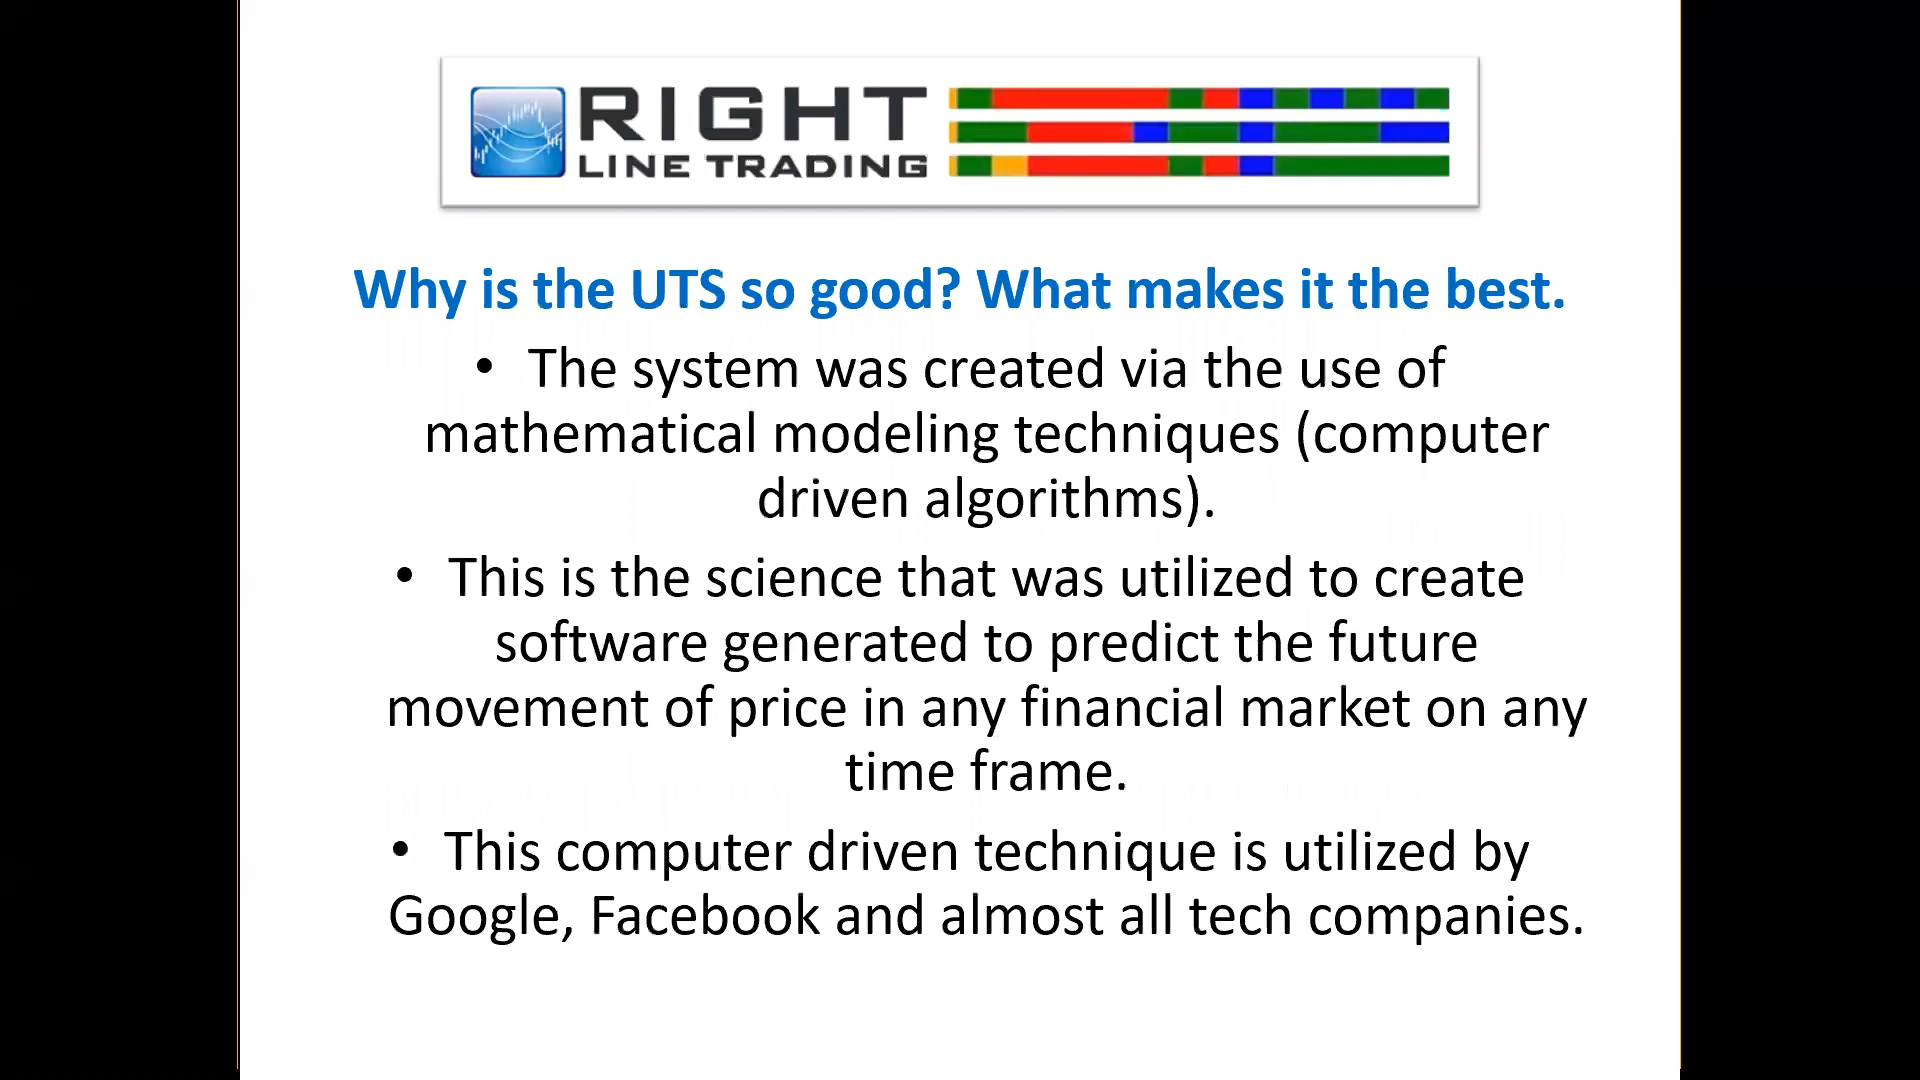 RIGHT
LINE TRADING
Why is the UTS so good? What makes it the best.
• The system was created via the use of
mathematical modeling techniques (computer
driven algorithms).
• This is the science that was utilized to create
software generated to predict the future
movement of price in any financial market on any
time frame.
• This computer driven technique is utilized by
Google, Facebook and almost all tech companies.